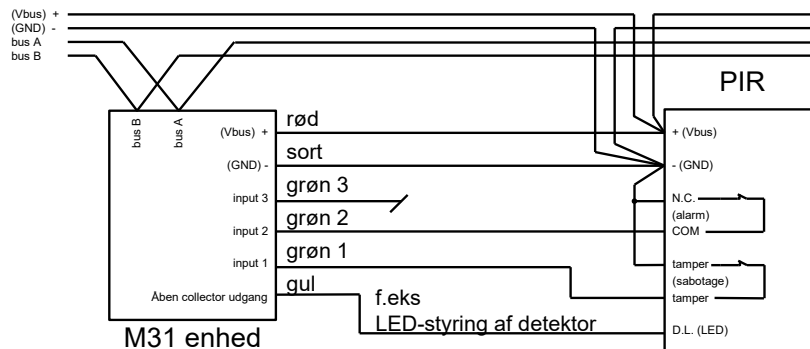 (Vbus) +
(GND) -
bus A
bus B
PIR
bus B
bus A
(Vbus) +
rød
+ (Vbus)
(GND) -
sort
- (GND)
input 3
grøn 3
N.C.
(alarm)
input 2
grøn 2
COM
input 1
grøn 1
tamper
(sabotage)
Åben collector udgang
gul
tamper
f.eks
LED-styring af detektor
D.L. (LED)
M31 enhed